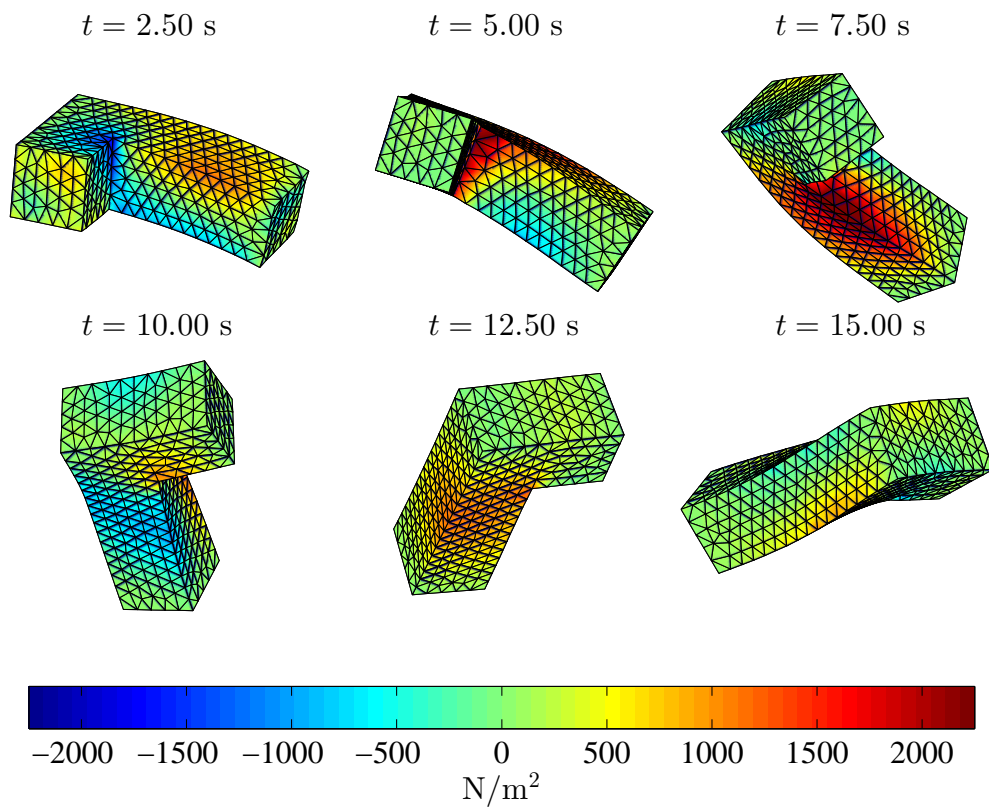 t = 2.50 s
t = 5.00 s
t = 7.50 s
t = 10.00 s
t = 12.50 s
t = 15.00 s
−2000 −1500 −1000 −500 0 500 1000 1500 2000
N/m²